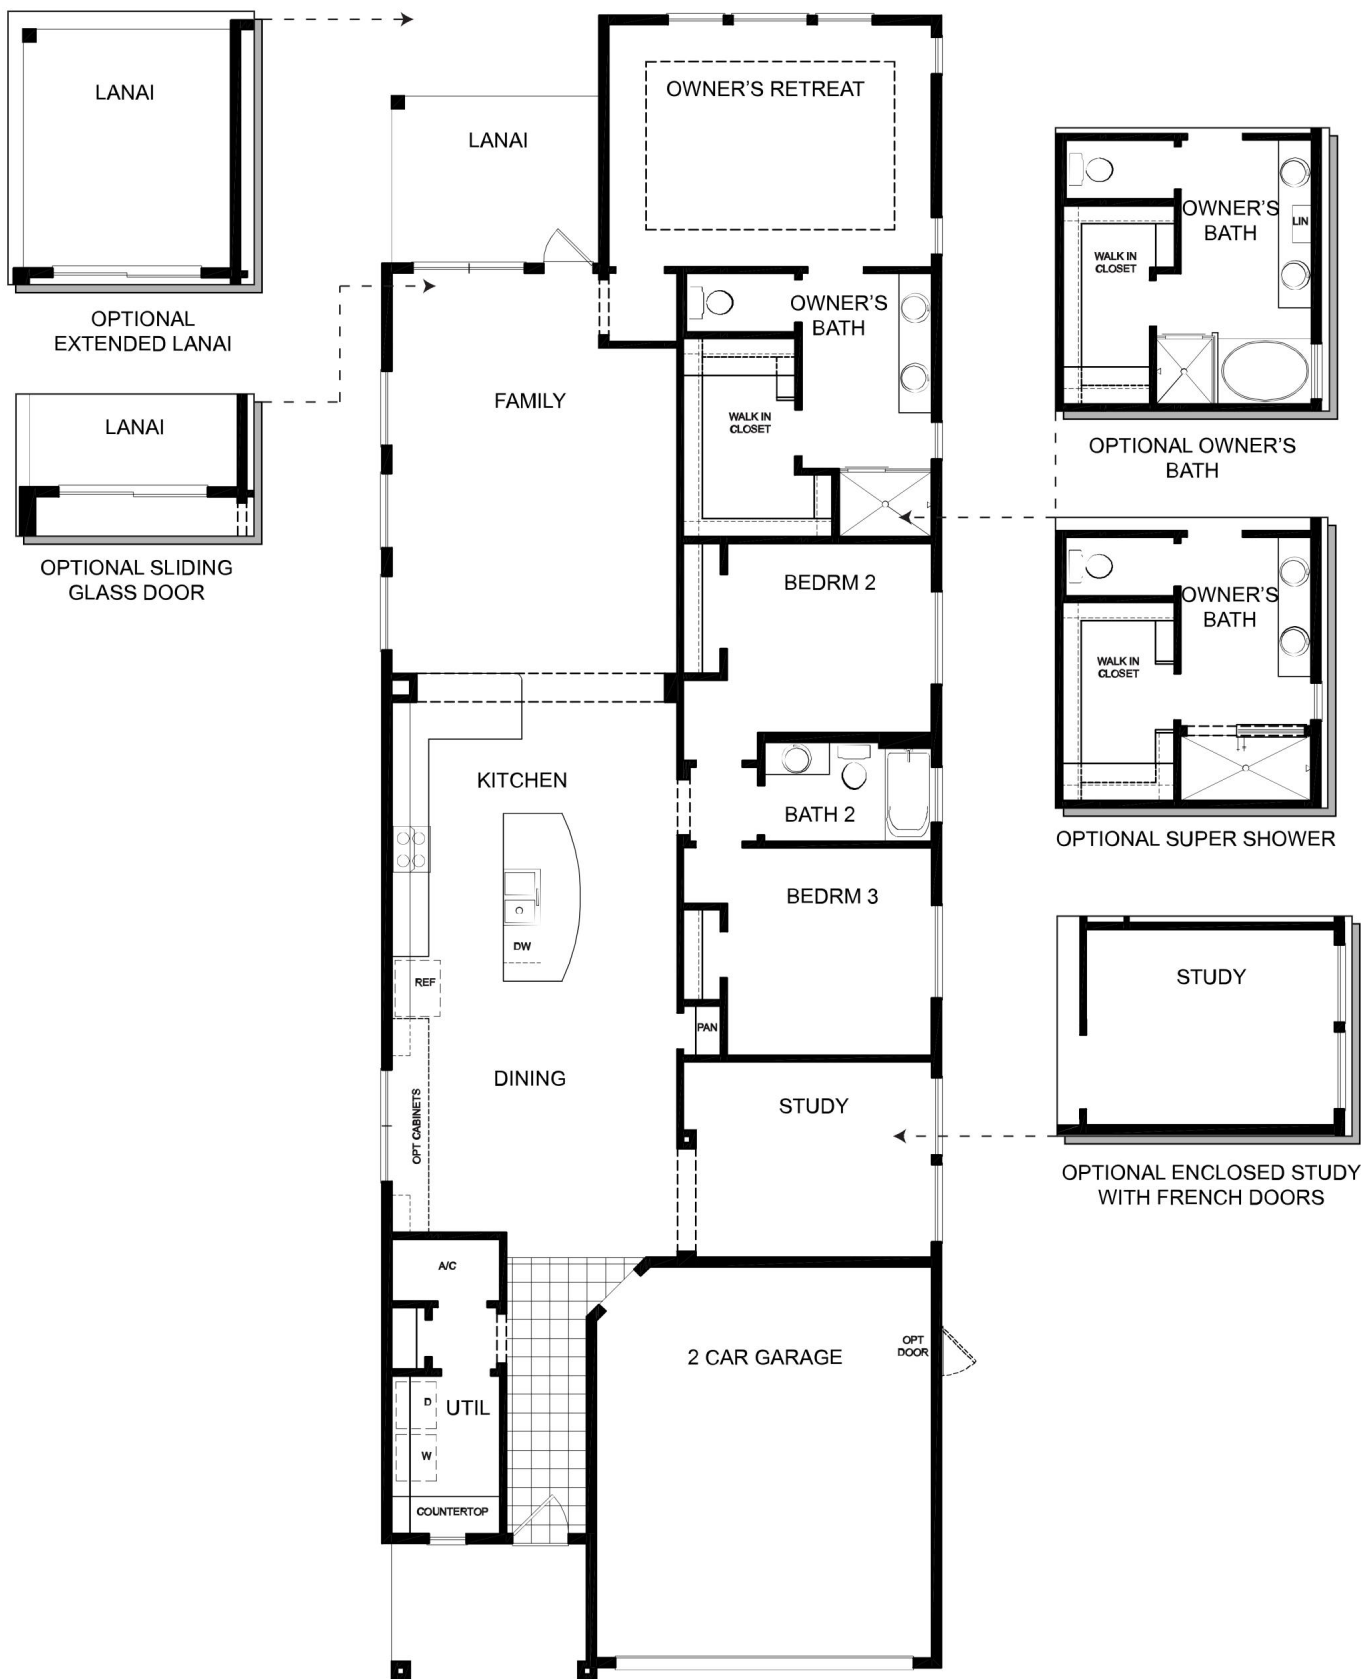 LANAI
OPTIONAL
EXTENDED LANAI
LANAI
OPTIONAL SLIDING
GLASS DOOR
OWNER'S RETREAT
LANAI
OWNER'S
BATH
FAMILY
WALK IN
CLOSET
BEDRM 2
KITCHEN
BATH 2
BEDRM 3
DW
REF
PAN
DINING
STUDY
OPT CABINETS
A/C
2 CAR GARAGE
OPT
DOOR
D
UTIL
W
COUNTERTOP
OWNER'S
BATH
LIN
WALK IN
CLOSET
OPTIONAL OWNER'S
BATH
OWNER'S
BATH
WALK IN
CLOSET
OPTIONAL SUPER SHOWER
STUDY
OPTIONAL ENCLOSED STUDY
WITH FRENCH DOORS